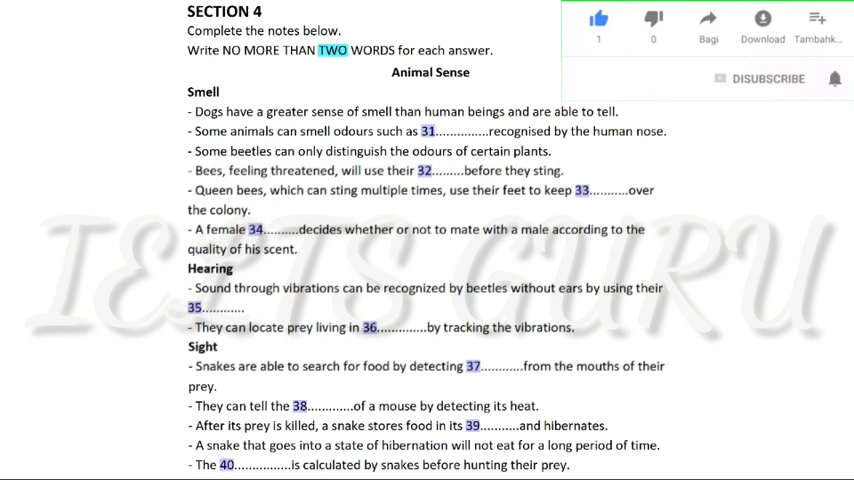 SECTION 4
Complete the notes below.
Write NO MORE THAN TWO WORDS for each answer.
1
0
Bagi
Download
Tambahk...
DISUBSCRIBE
Animal Sense
Smell
- Dogs have a greater sense of smell than human beings and are able to tell.
- Some animals can smell odours such as 31...............recognised by the human nose.
- Some beetles can only distinguish the odours of certain plants.
- Bees, feeling threatened, will use their 32.........before they sting.
- Queen bees, which can sting multiple times, use their feet to keep 33...........over
the colony.
- A female 34..........decides whether or not to mate with a male according to the
quality of his scent.
Hearing
- Sound through vibrations can be recognized by beetles without ears by using their
35............
- They can locate prey living in 36..............by tracking the vibrations.
Sight
- Snakes are able to search for food by detecting 37............from the mouths of their
prey.
- They can tell the 38.............of a mouse by detecting its heat.
- After its prey is killed, a snake stores food in its 39...........and hibernates.
- A snake that goes into a state of hibernation will not eat for a long period of time.
- The 40................is calculated by snakes before hunting their prey.
IELTS GURU